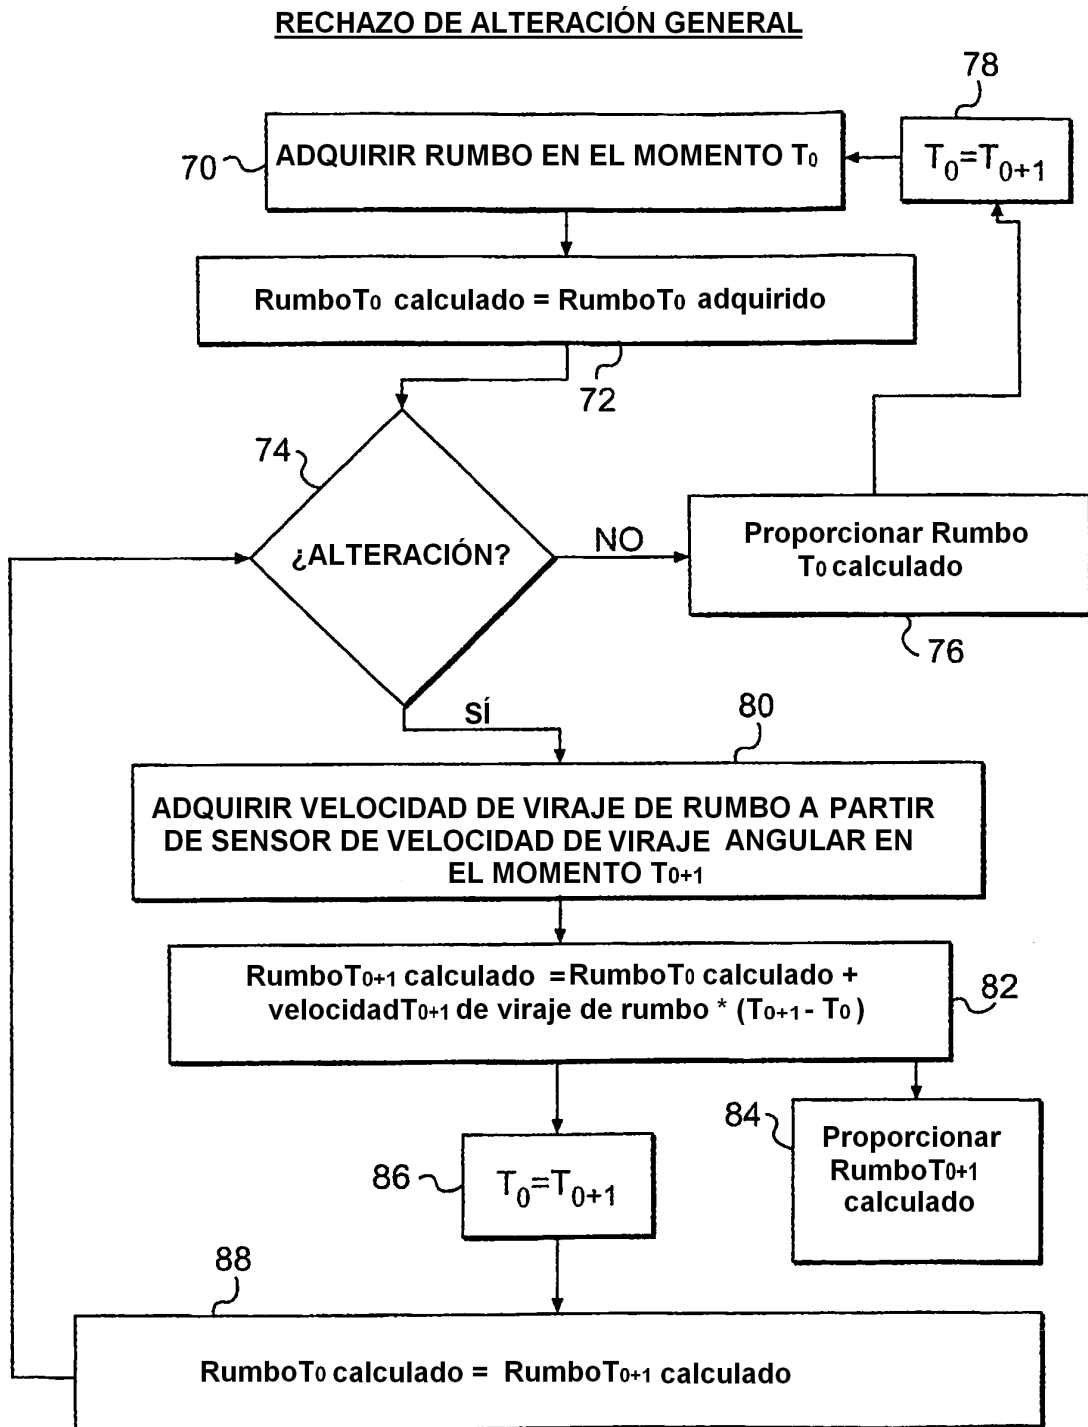 RECHAZO DE ALTERACIÓN GENERAL
78
70
ADQUIRIR RUMBO EN EL MOMENTO T0
T0=T0+1
RumboT0 calculado = RumboT0 adquirido
72
74
¿ALTERACIÓN?
NO
Proporcionar Rumbo
T0 calculado
76
SÍ
80
ADQUIRIR VELOCIDAD DE VIRAJE DE RUMBO A PARTIR
DE SENSOR DE VELOCIDAD DE VIRAJE ANGULAR EN
EL MOMENTO T0+1
RumboT0+1 calculado =RumboT0 calculado +
velocidadT0+1 de viraje de rumbo * (T0+1 - T0)
82
84
Proporcionar
RumboT0+1
calculado
86
T0=T0+1
88
RumboT0 calculado = RumboT0+1 calculado